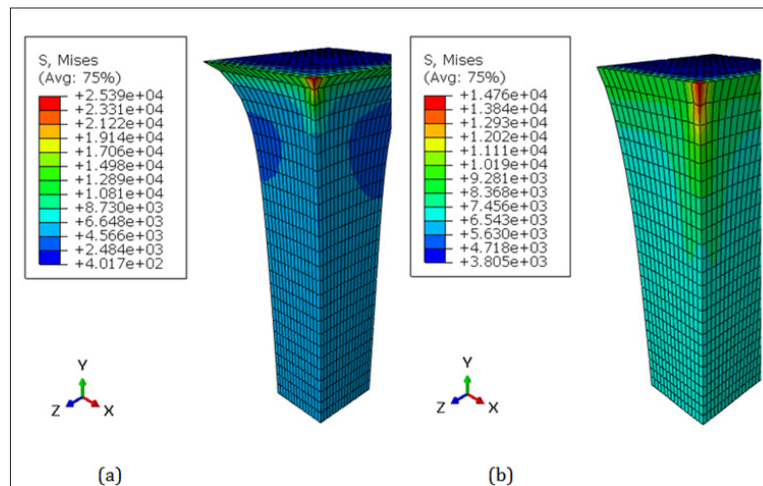 S, Mises
(Avg: 75%)
+2.539e+04
+2.331e+04
+2.122e+04
+1.914e+04
+1.706e+04
+1.498e+04
+1.289e+04
+1.081e+04
+8.730e+03
+6.648e+03
+4.566e+03
+2.484e+03
+4.017e+02
Y
Z X
(a)
S, Mises
(Avg: 75%)
+1.476e+04
+1.384e+04
+1.293e+04
+1.202e+04
+1.111e+04
+1.019e+04
+9.281e+03
+8.368e+03
+7.456e+03
+6.543e+03
+5.630e+03
+4.718e+03
+3.805e+03
Y
Z X
(b)